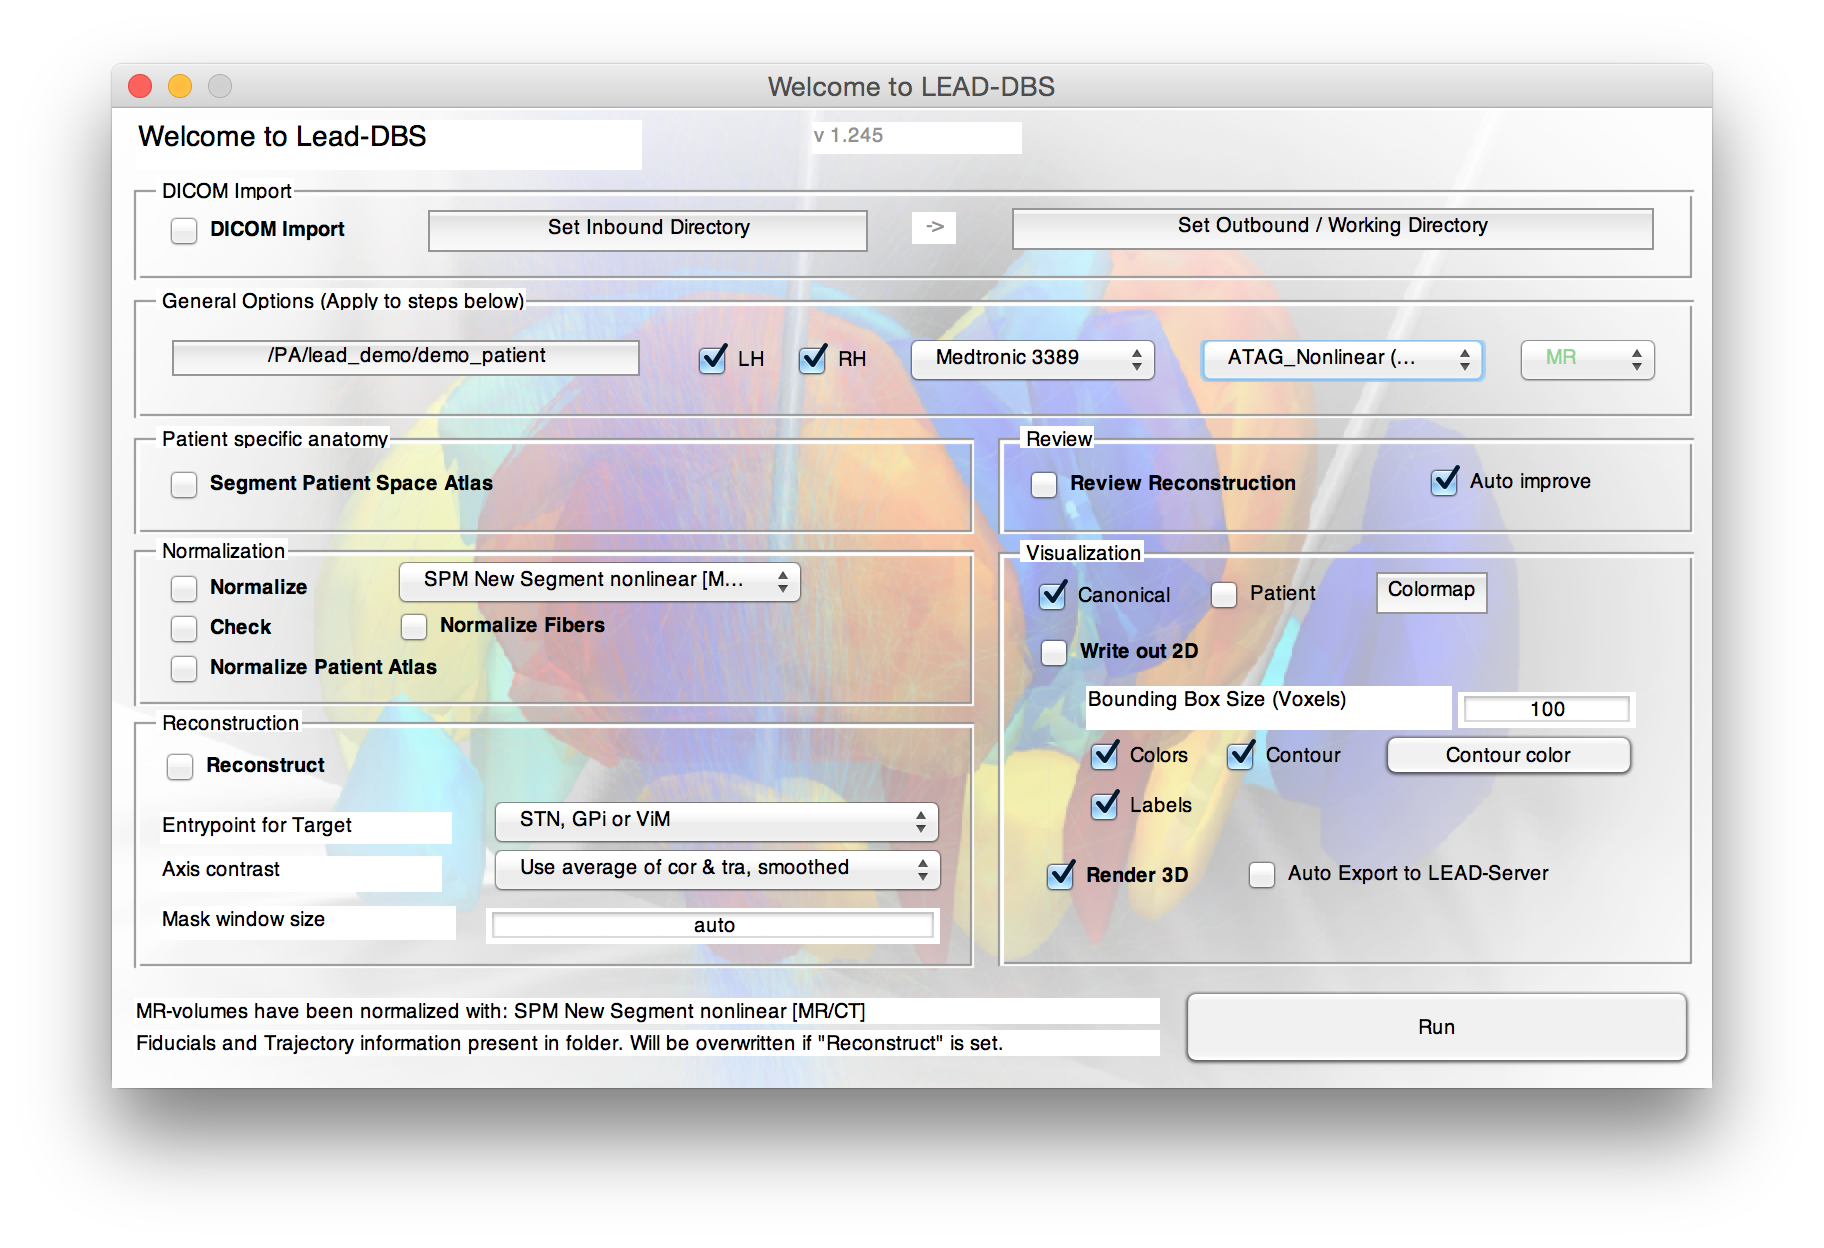 Welcome to LEAD-DBS
Welcome to Lead-DBS
v 1.245
DICOM Import
DICOM Import
Set Inbound Directory
->
Set Outbound / Working Directory
General Options (Apply to steps below)
/PA/lead_demo/demo_patient
LH
RH
Medtronic 3389
ATAG_Nonlinear (...
MR
Patient specific anatomy
Segment Patient Space Atlas
Review
Review Reconstruction
Auto improve
Normalization
Normalize
SPM New Segment nonlinear [M...
Check
Normalize Fibers
Normalize Patient Atlas
Visualization
Canonical
Patient
Colormap
Write out 2D
Bounding Box Size (Voxels)
100
Colors
Contour
Contour color
Labels
Render 3D
Auto Export to LEAD-Server
Reconstruction
Reconstruct
Entrypoint for Target
STN, GPi or ViM
Axis contrast
Use average of cor & tra, smoothed
Mask window size
auto
MR-volumes have been normalized with: SPM New Segment nonlinear [MR/CT]
Fiducials and Trajectory information present in folder. Will be overwritten if "Reconstruct" is set.
Run